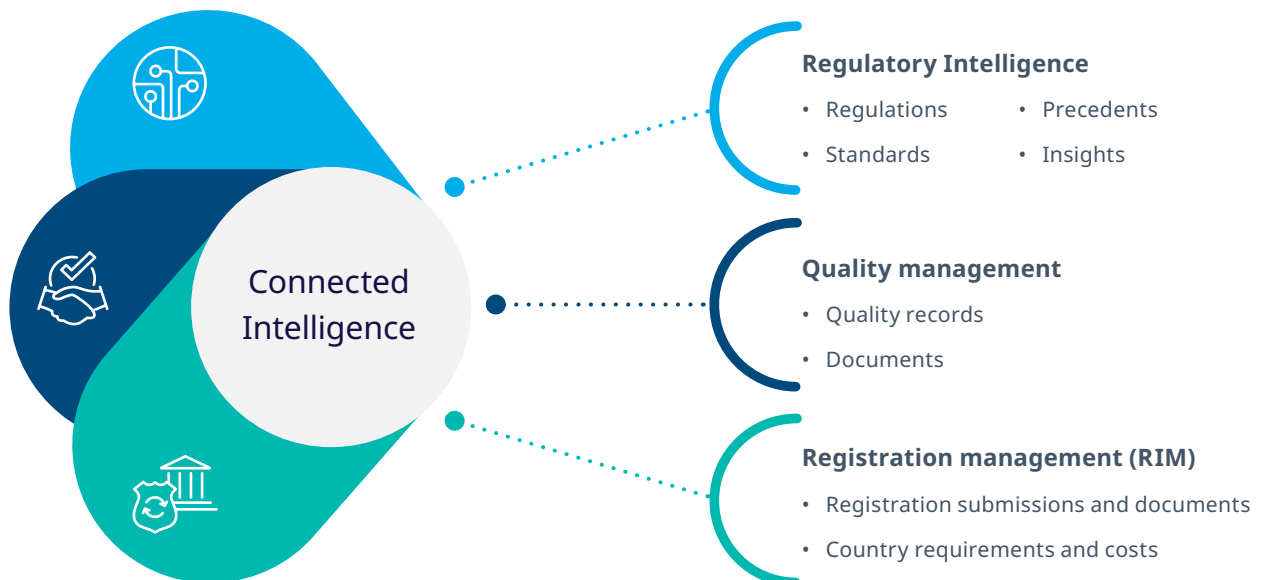 Connected
Intelligence
Regulatory Intelligence
• Regulations
• Precedents
• Standards
• Insights
Quality management
• Quality records
• Documents
Registration management (RIM)
• Registration submissions and documents
• Country requirements and costs